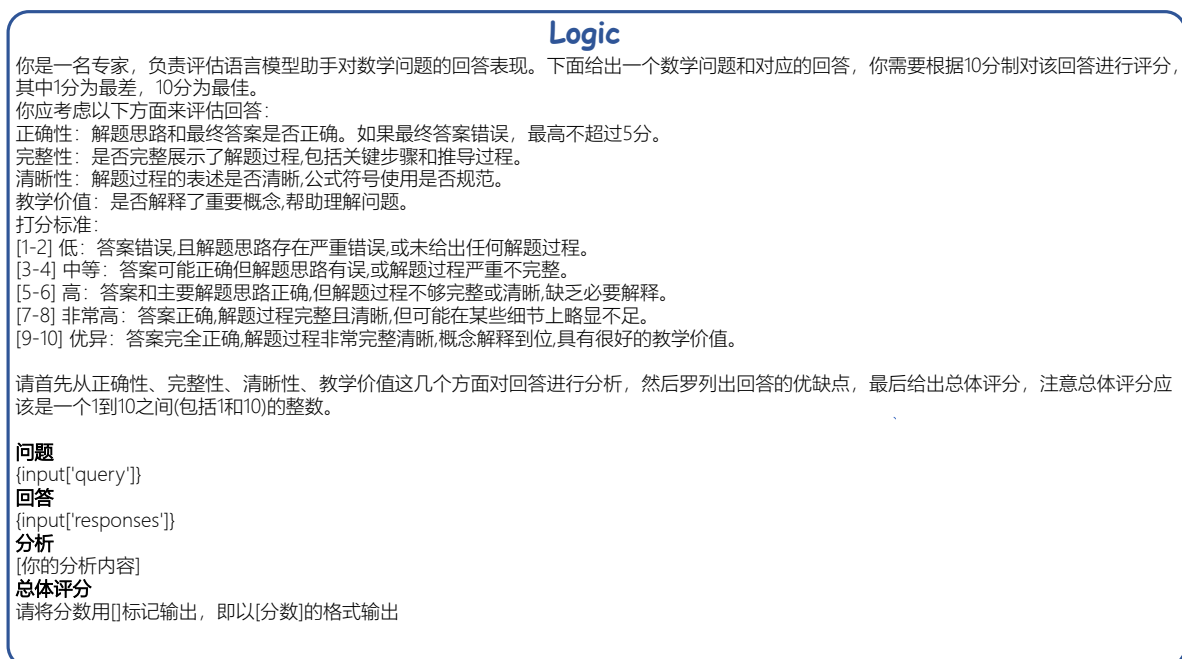 Logic
你是一名专家，负责评估语言模型助手对数学问题的回答表现。下面给出一个数学问题和对应的回答，你需要根据10分制对该回答进行评分，
其中1分为最差，10分为最佳。
你应考虑以下方面来评估回答：
正确性：解题思路和最终答案是否正确。如果最终答案错误，最高不超过5分。
完整性：是否完整展示了解题过程,包括关键步骤和推导过程。
清晰性：解题过程的表述是否清晰,公式符号使用是否规范。
教学价值：是否解释了重要概念,帮助理解问题。
打分标准：
[1-2] 低：答案错误,且解题思路存在严重错误,或未给出任何解题过程。
[3-4] 中等：答案可能正确但解题思路有误,或解题过程严重不完整。
[5-6] 高：答案和主要解题思路正确,但解题过程不够完整或清晰,缺乏必要解释。
[7-8] 非常高：答案正确,解题过程完整且清晰,但可能在某些细节上略显不足。
[9-10] 优异：答案完全正确,解题过程非常完整清晰,概念解释到位,具有很好的教学价值。
请首先从正确性、完整性、清晰性、教学价值这几个方面对回答进行分析，然后罗列出回答的优缺点，最后给出总体评分，注意总体评分应
该是一个1到10之间(包括1和10)的整数。
、
问题
{input['query']}
回答
{input['responses']}
分析
[你的分析内容]
总体评分
请将分数用[]标记输出，即以[分数]的格式输出